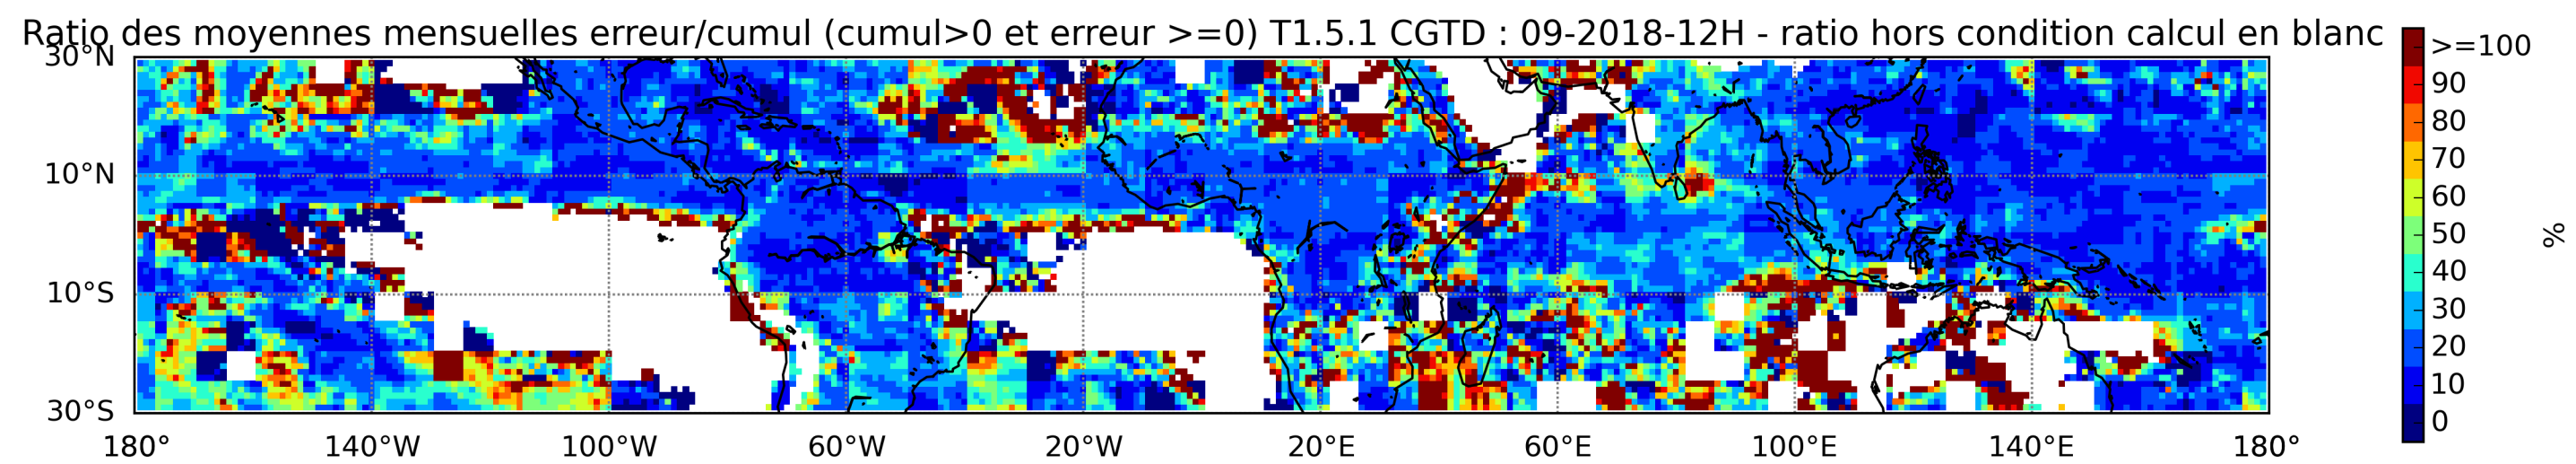 Ratio des moyennes mensuelles erreur/cumul (cumul>0 et erreur >=0) T1.5.1 CGTD : 09-2018-12H - ratio hors condition calcul en blanc
30°N
10°N
10°S
30°S
180°
140°W
100°W
60°W
20°W
20°E
60°E
100°E
140°E
180°
>=100
90
80
70
60
50
40
30
20
10
0
%